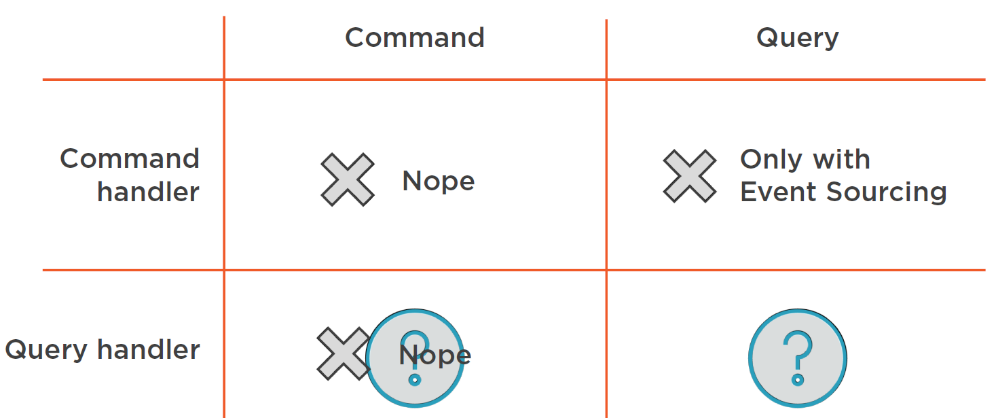 Command
Query
Command
handler
Nope
Only with
Event Sourcing
Query handler
Nope
?
?